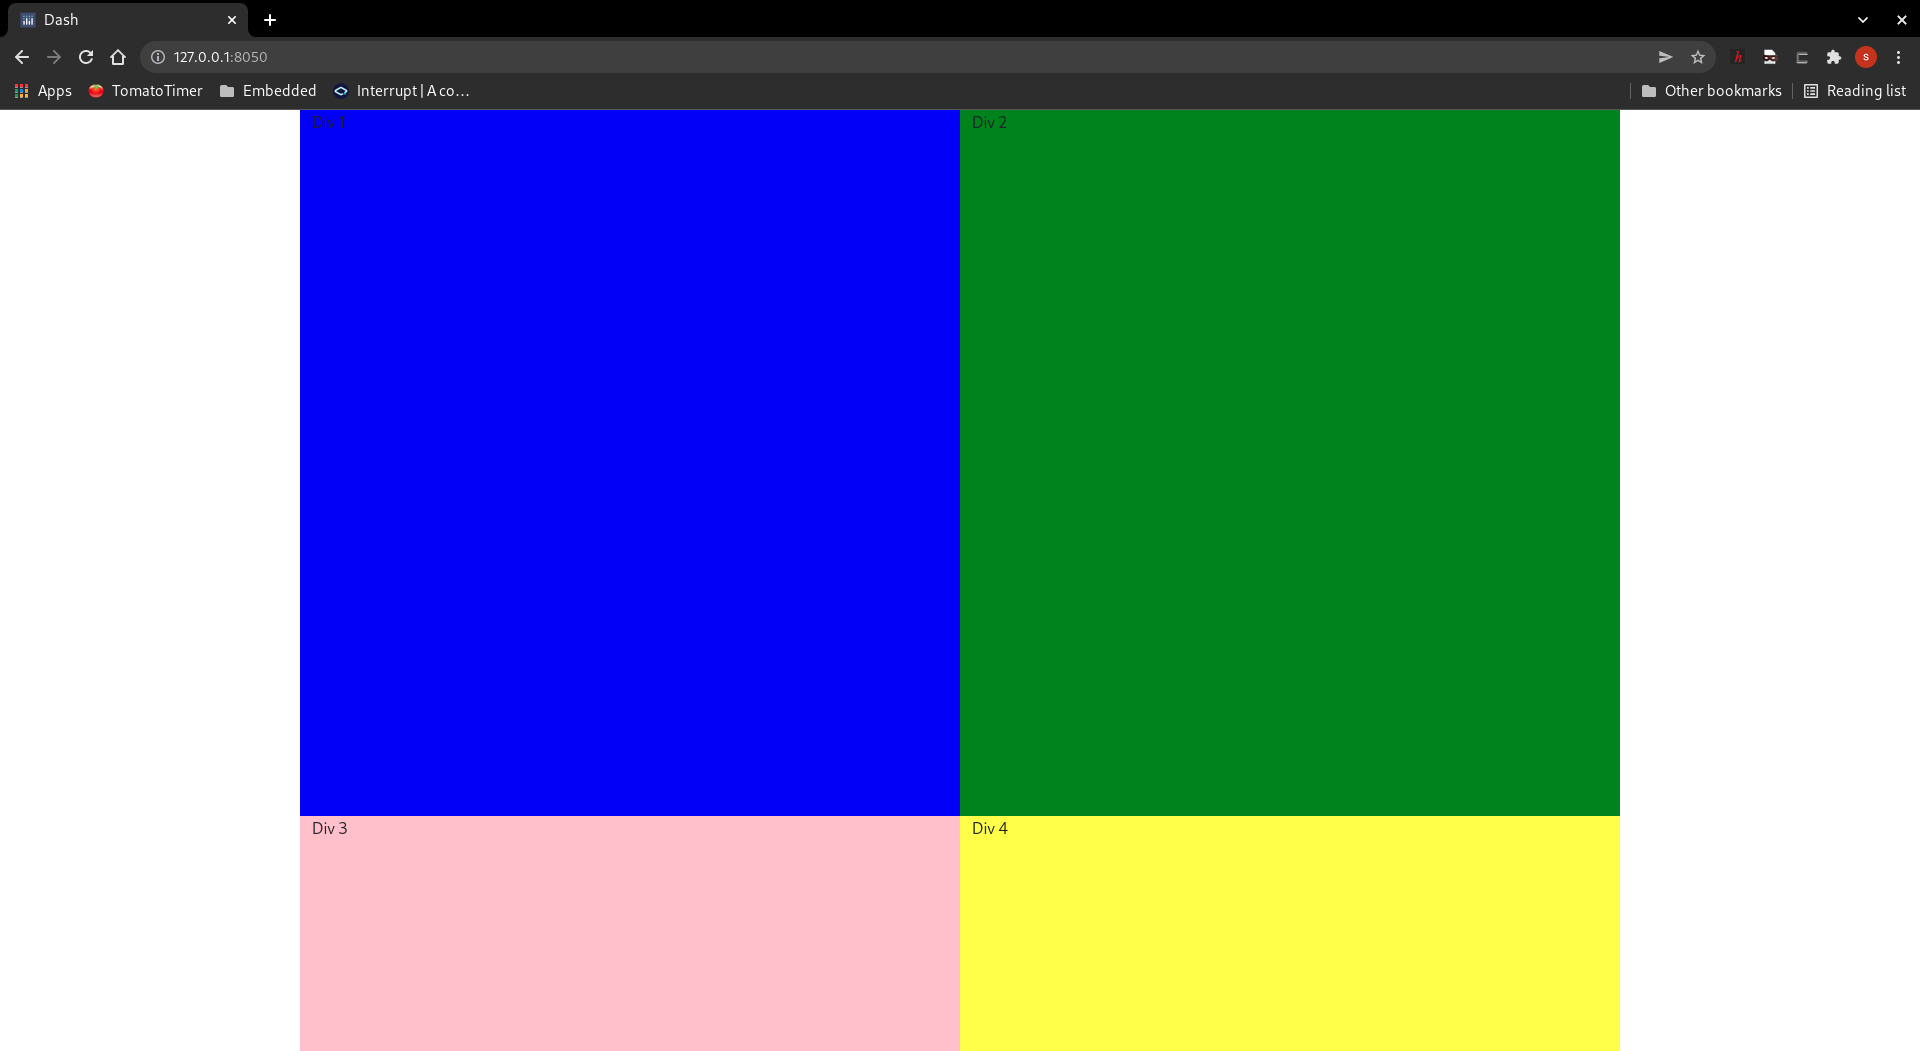 Dash
127.0.0.1:8050
S
Apps TomatoTimer Embedded Interrupt | A co... Other bookmarks Reading list
Div 1 Div 2
Div 3 Div 4